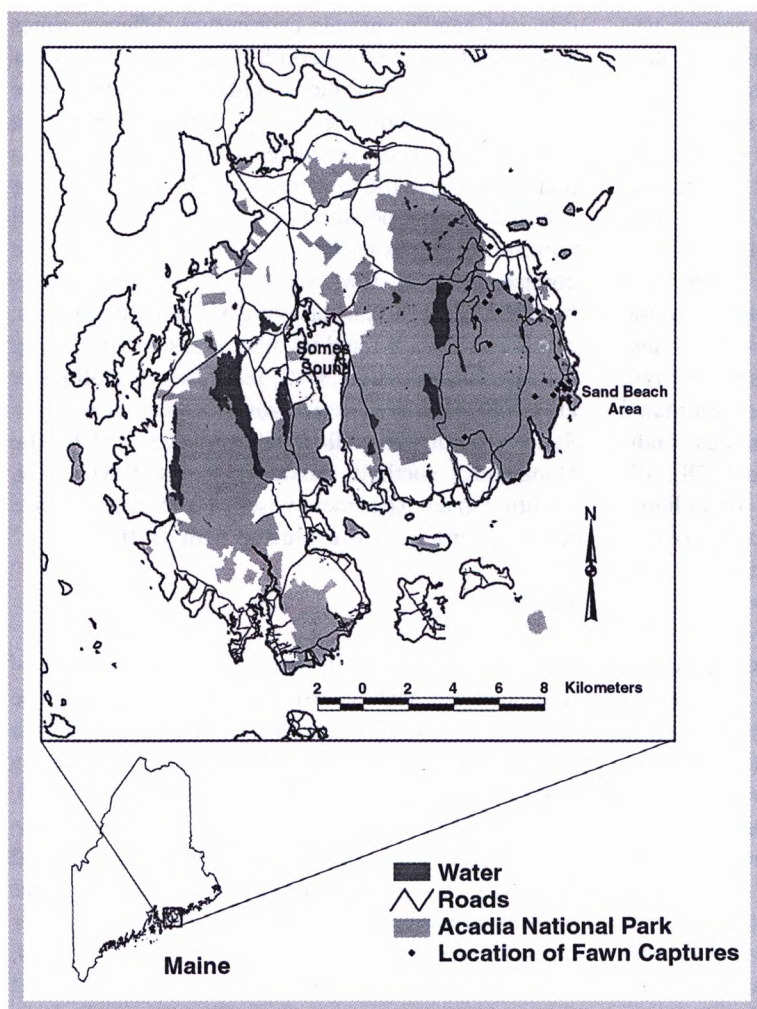 Somes
Sound
Sand Beach
Area
N
2 0 2 4 6 8 Kilometers
Water
Roads
Acadia National Park
Location of Fawn Captures
Maine